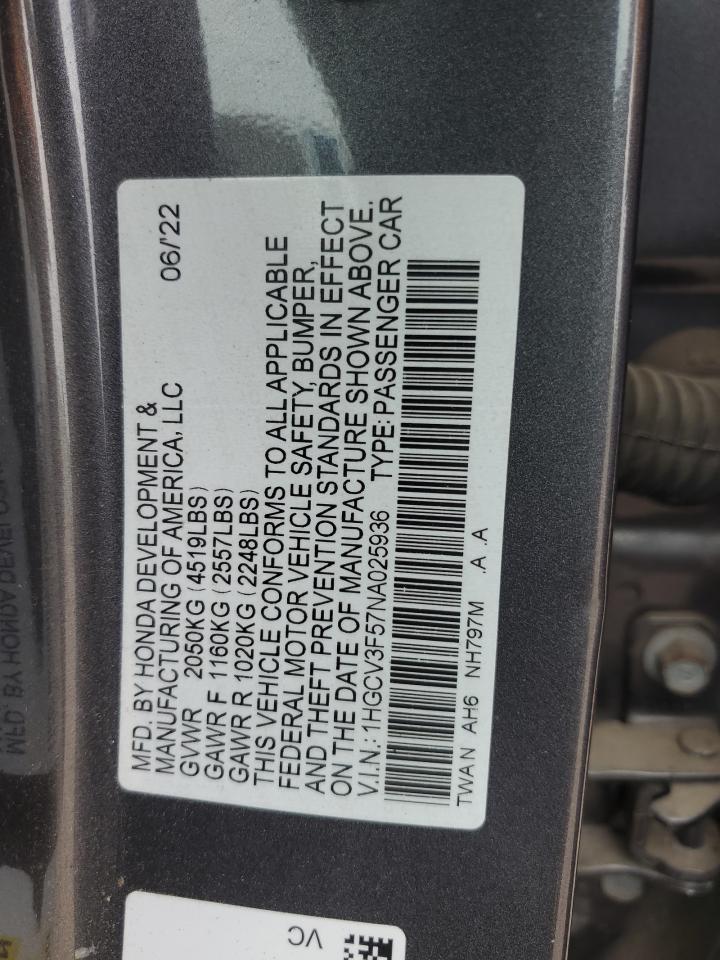 MFD. BY HONDA DEVELOPMENT &
MANUFACTURING OF AMERICA, LLC 06/'22
GVWR 2050KG (4519LBS)
GAWR F 1160KG (2557LBS)
GAWR R 1020KG (2248LBS)
THIS VEHICLE CONFORMS TO ALL APPLICABLE
FEDERAL MOTOR VEHICLE SAFETY, BUMPER,
AND THEFT PREVENTION STANDARDS IN EFFECT
ON THE DATE OF MANUFACTURE SHOWN ABOVE.
V.I.N.: 1HGCV3F57NA025936 TYPE: PASSENGER CAR
TWAN AH6 NH797M .A .A
VC